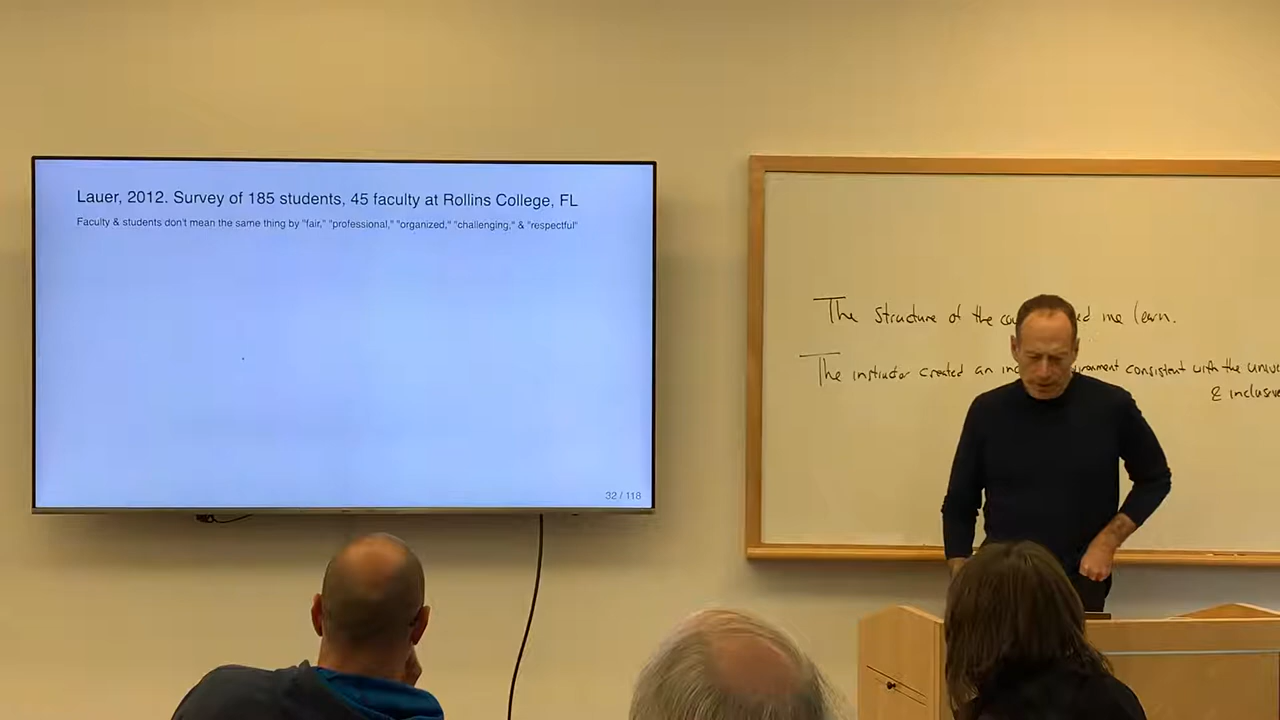 Lauer, 2012. Survey of 185 students, 45 faculty at Rollins College, FL
Faculty & students don't mean the same thing by "fair," "professional," "organized," "challenging," & "respectful"
32 / 118
The structure of the me learn.
The instructor created an consistent with the
&